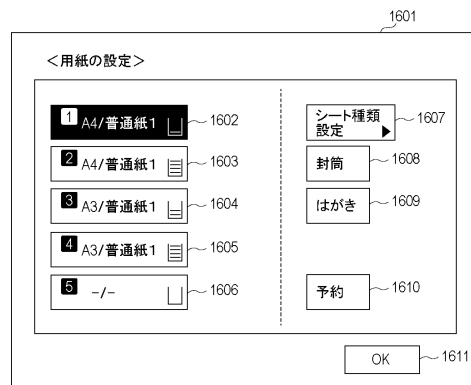 1601
＜用紙の設定＞
1 A4/普通紙1 1602
2 A4/普通紙1 1603
3 A3/普通紙1 1604
4 A3/普通紙1 1605
5 -/- 1606
シート種類
設定 1607
封筒 1608
はがき 1609
予約 1610
OK 1611